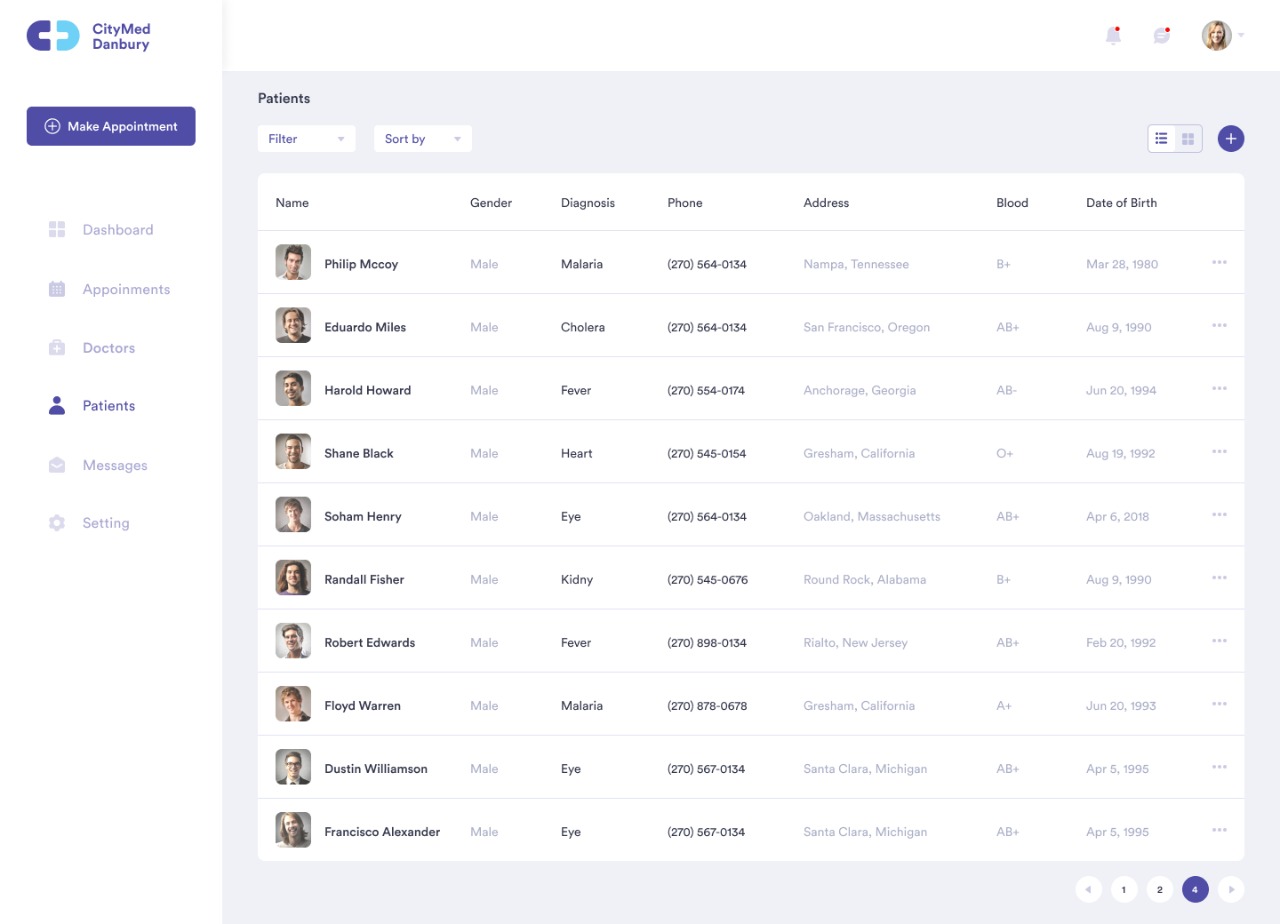 CityMed
Danbury
Make Appointment
Dashboard
Appoinments
Doctors
Patients
Messages
Setting
Patients
Filter
Sort by
Name Gender Diagnosis Phone Address Blood Date of Birth
Philip Mccoy Male Malaria (270) 564-0134 Nampa, Tennessee B+ Mar 28, 1980
Eduardo Miles Male Cholera (270) 564-0134 San Francisco, Oregon AB+ Aug 9, 1990
Harold Howard Male Fever (270) 554-0174 Anchorage, Georgia AB- Jun 20, 1994
Shane Black Male Heart (270) 545-0154 Gresham, California O+ Aug 19, 1992
Soham Henry Male Eye (270) 564-0134 Oakland, Massachusetts AB+ Apr 6, 2018
Randall Fisher Male Kidny (270) 545-0676 Round Rock, Alabama B+ Aug 9, 1990
Robert Edwards Male Fever (270) 898-0134 Rialto, New Jersey AB+ Feb 20, 1992
Floyd Warren Male Malaria (270) 878-0678 Gresham, California A+ Jun 20, 1993
Dustin Williamson Male Eye (270) 567-0134 Santa Clara, Michigan AB+ Apr 5, 1995
Francisco Alexander Male Eye (270) 567-0134 Santa Clara, Michigan AB+ Apr 5, 1995
1 2 4